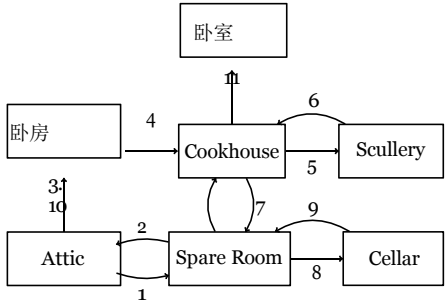 卧室
11
6
卧房
4
Cookhouse
Scullery
5
3.
10
7
9
2
Attic
Spare Room
Cellar
8
1